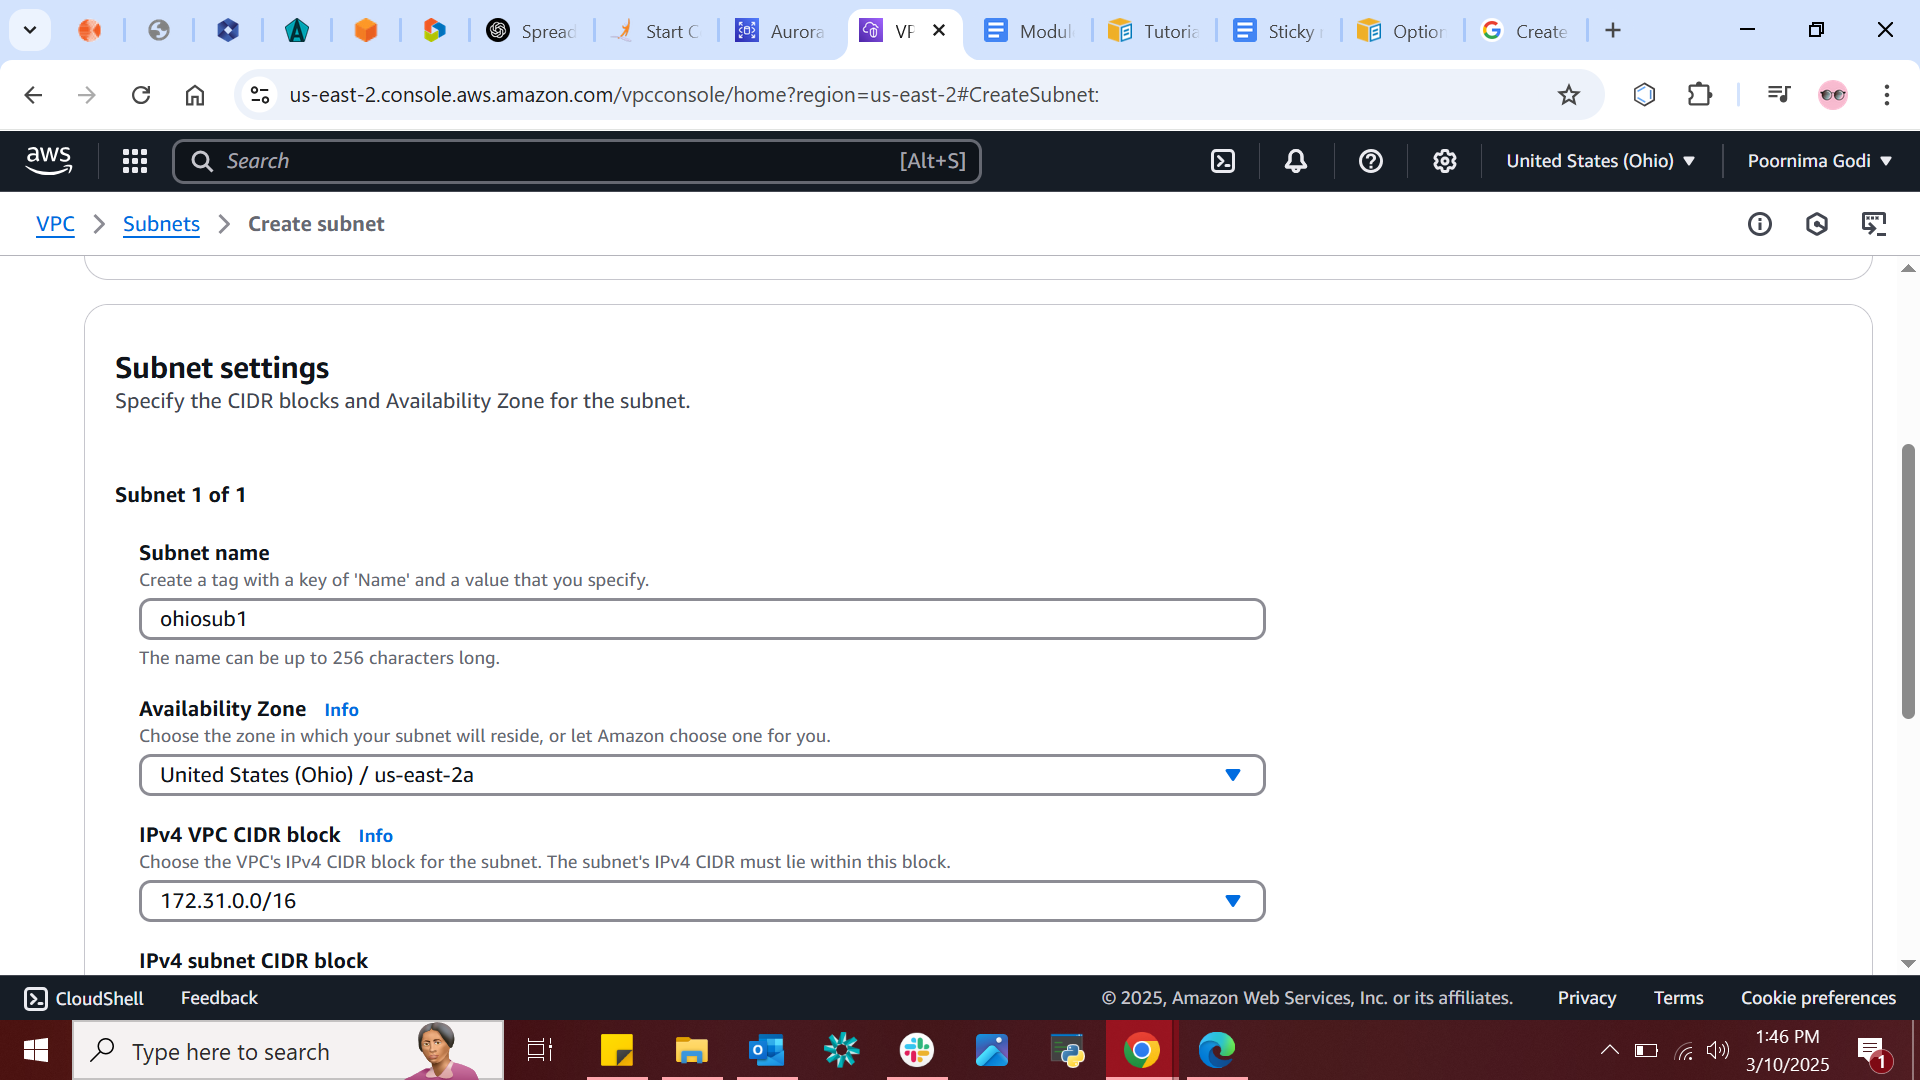 Spread
Start C
Aurora
VP
Modul
Tutoria
Sticky
Option
Create
us-east-2.console.aws.amazon.com/vpcconsole/home?region=us-east-2#CreateSubnet:
aws
Search
[Alt+S]
United States (Ohio)
Poornima Godi
VPC
Subnets
Create subnet
Subnet settings
Specify the CIDR blocks and Availability Zone for the subnet.
Subnet 1 of 1
Subnet name
Create a tag with a key of 'Name' and a value that you specify.
ohiosub1
The name can be up to 256 characters long.
Availability Zone Info
Choose the zone in which your subnet will reside, or let Amazon choose one for you.
United States (Ohio) / us-east-2a
IPv4 VPC CIDR block Info
Choose the VPC's IPv4 CIDR block for the subnet. The subnet's IPv4 CIDR must lie within this block.
172.31.0.0/16
IPv4 subnet CIDR block
CloudShell
Feedback
© 2025, Amazon Web Services, Inc. or its affiliates.
Privacy
Terms
Cookie preferences
Type here to search
1:46 PM
3/10/2025
1